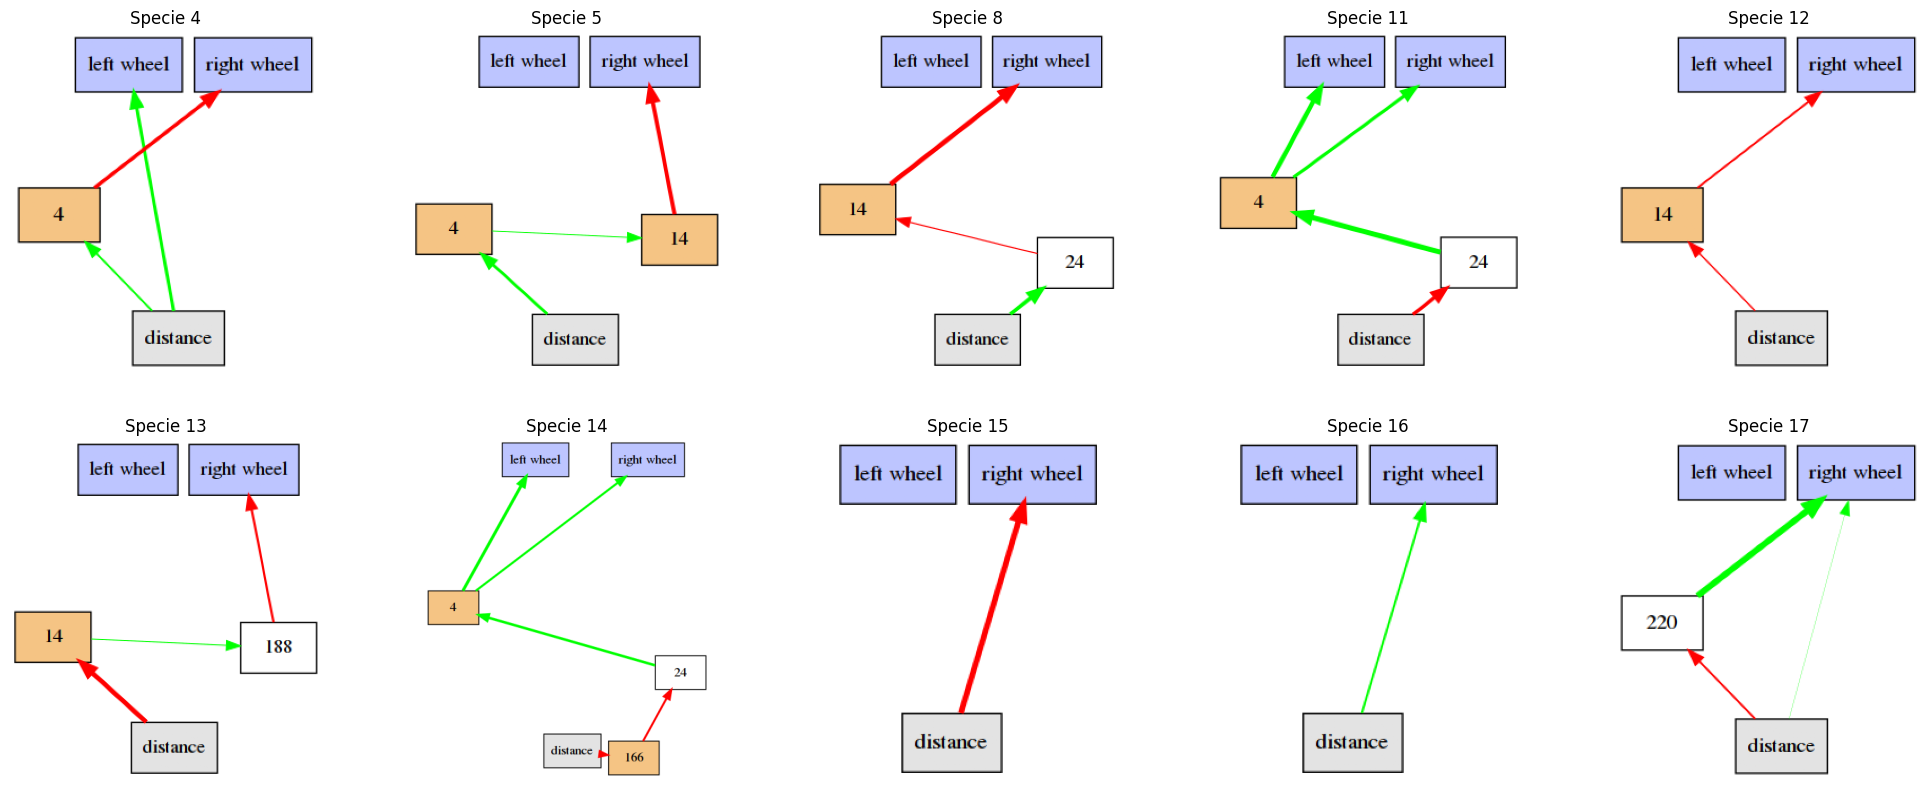 Specie 4
left wheel
right wheel
4
distance
Specie 5
left wheel
right wheel
4
14
distance
Specie 8
left wheel
right wheel
14
24
distance
Specie 11
left wheel
right wheel
4
24
distance
Specie 12
left wheel
right wheel
14
distance
Specie 13
left wheel
right wheel
14
188
distance
Specie 14
left wheel
right wheel
4
24
distance
166
Specie 15
left wheel
right wheel
distance
Specie 16
left wheel
right wheel
distance
Specie 17
left wheel
right wheel
220
distance